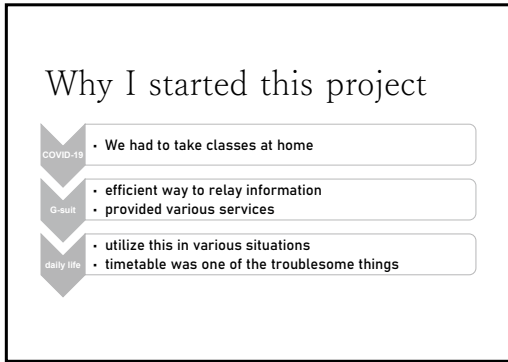 Why I started this project
COVID-19
・ We had to take classes at home
G-suit
・ efficient way to relay information
・ provided various services
daily life
・ utilize this in various situations
・ timetable was one of the troublesome things